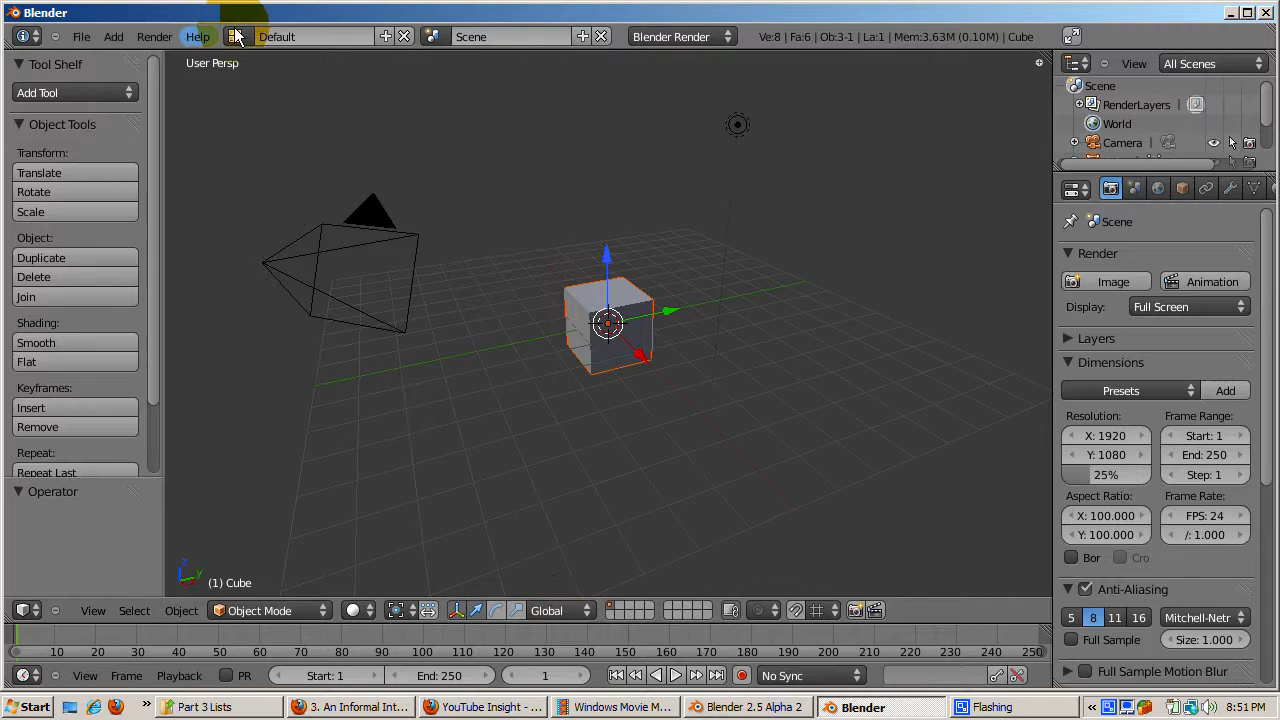 Blender
File Add Render Help Default Scene Blender Render Ve:8 | Fa:6 | Ob:3-1 | La:1 | Mem:3.63M (0.10M) | Cube
Tool Shelf
Add Tool
Object Tools
Transform:
Translate
Rotate
Scale
Object:
Duplicate
Delete
Join
Shading:
Smooth
Flat
Keyframes:
Insert
Remove
Repeat:
Repeat Last
Operator
User Persp
z
y
(1) Cube
View All Scenes
Scene
RenderLayers
World
Camera
Scene
Render
Image Animation
Display: Full Screen
Layers
Dimensions
Presets Add
Resolution: Frame Range:
X: 1920 Start: 1
Y: 1080 End: 250
25% Step: 1
Aspect Ratio: Frame Rate:
X: 100.000 FPS: 24
Y: 100.000 /: 1.000
Bor Cro
Anti-Aliasing
5 8 11 16 Mitchell-Netr
Full Sample Size: 1.000
Full Sample Motion Blur
View Select Object Object Mode Global
10 20 30 40 50 60 70 80 90 100 110 120 130 140 150 160 170 180 190 200 210 220 230 240 250
View Frame Playback PR Start: 1 End: 250 1 No Sync
Start Part 3 Lists 3. An Informal Int... YouTube Insight - ... Windows Movie M... Blender 2.5 Alpha 2 Blender Flashing 8:51 PM